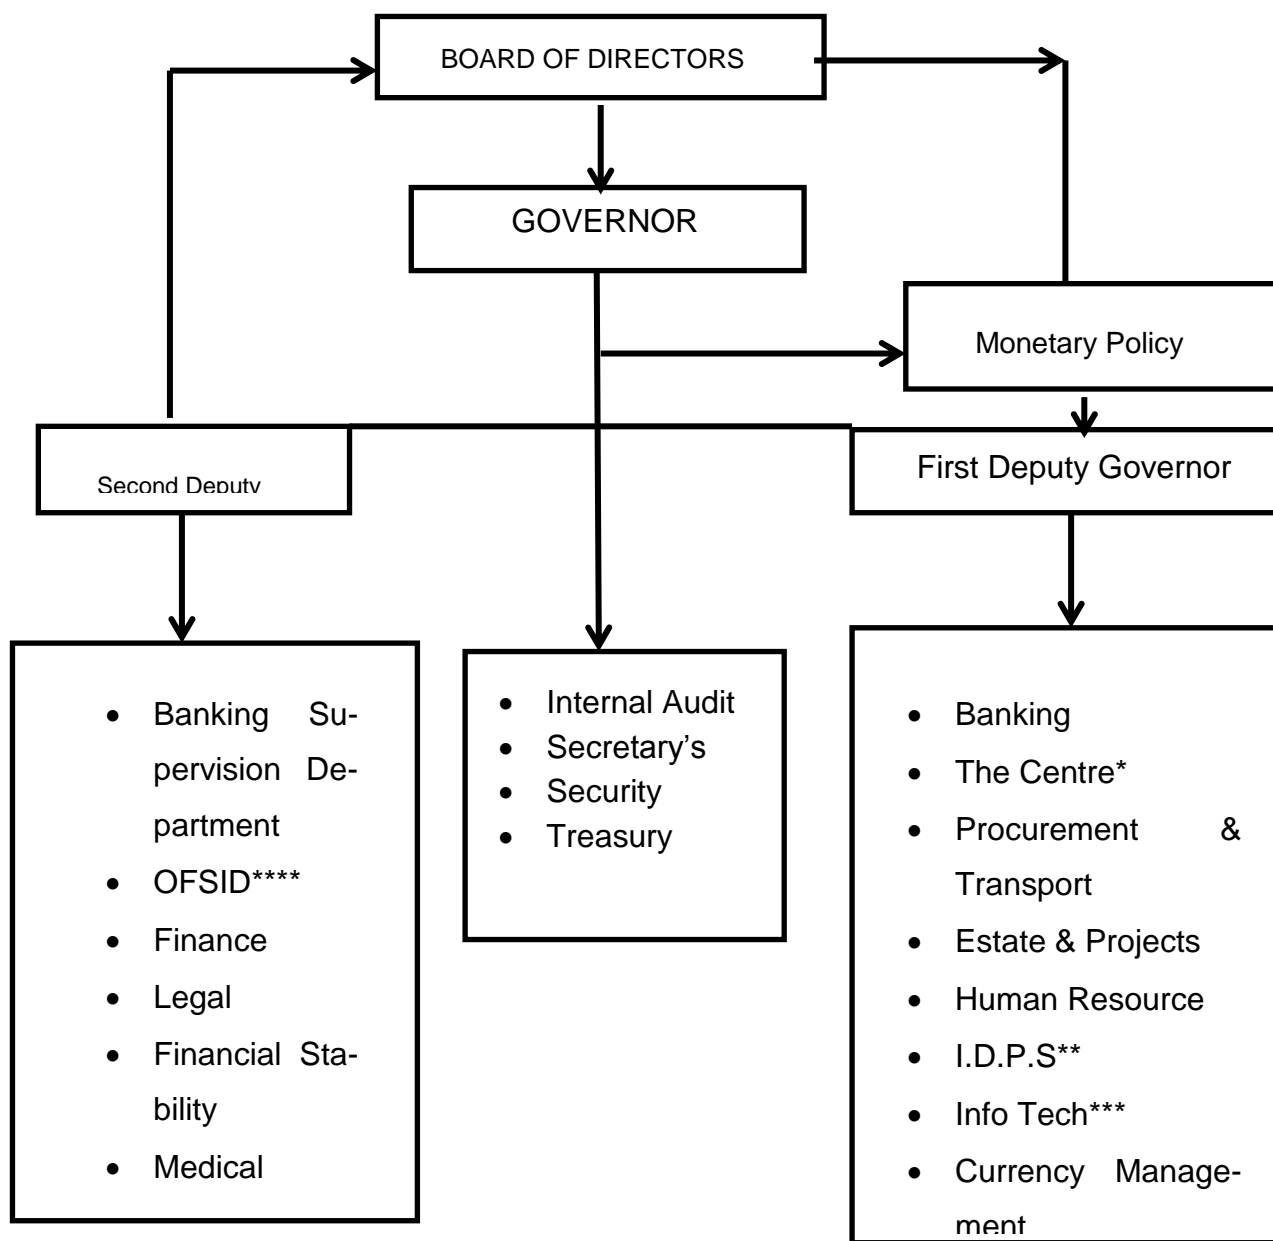 BOARD OF DIRECTORS
GOVERNOR
Monetary Policy
First Deputy Governor
Second Deputy
• Banking Su-
pervision De-
partment
• OFSID****
• Finance
• Legal
• Financial Sta-
bility
• Medical
• Internal Audit
• Secretary’s
• Security
• Treasury
• Banking
• The Centre*
• Procurement &
Transport
• Estate & Projects
• Human Resource
• I.D.P.S**
• Info Tech***
• Currency Manage-
ment